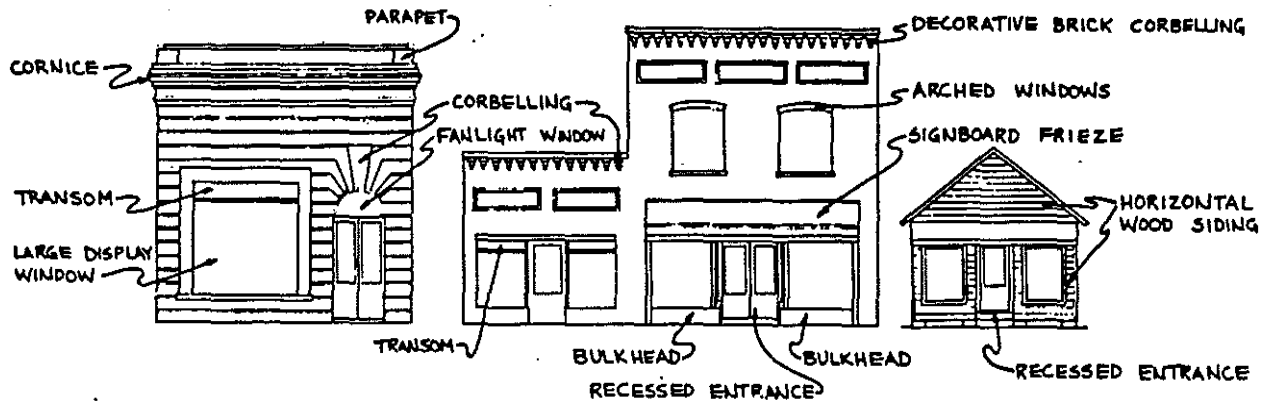 PARAPET
CORNICE
DECORATIVE BRICK CORBELLING
CORBELLING
FANLIGHT WINDOW
ARCHED WINDOWS
SIGNBOARD FRIEZE
TRANSOM
HORIZONTAL
WOOD SIDING
LARGE DISPLAY
WINDOW
TRANSOM
BULKHEAD
BULKHEAD
RECESSED ENTRANCE
RECESSED ENTRANCE